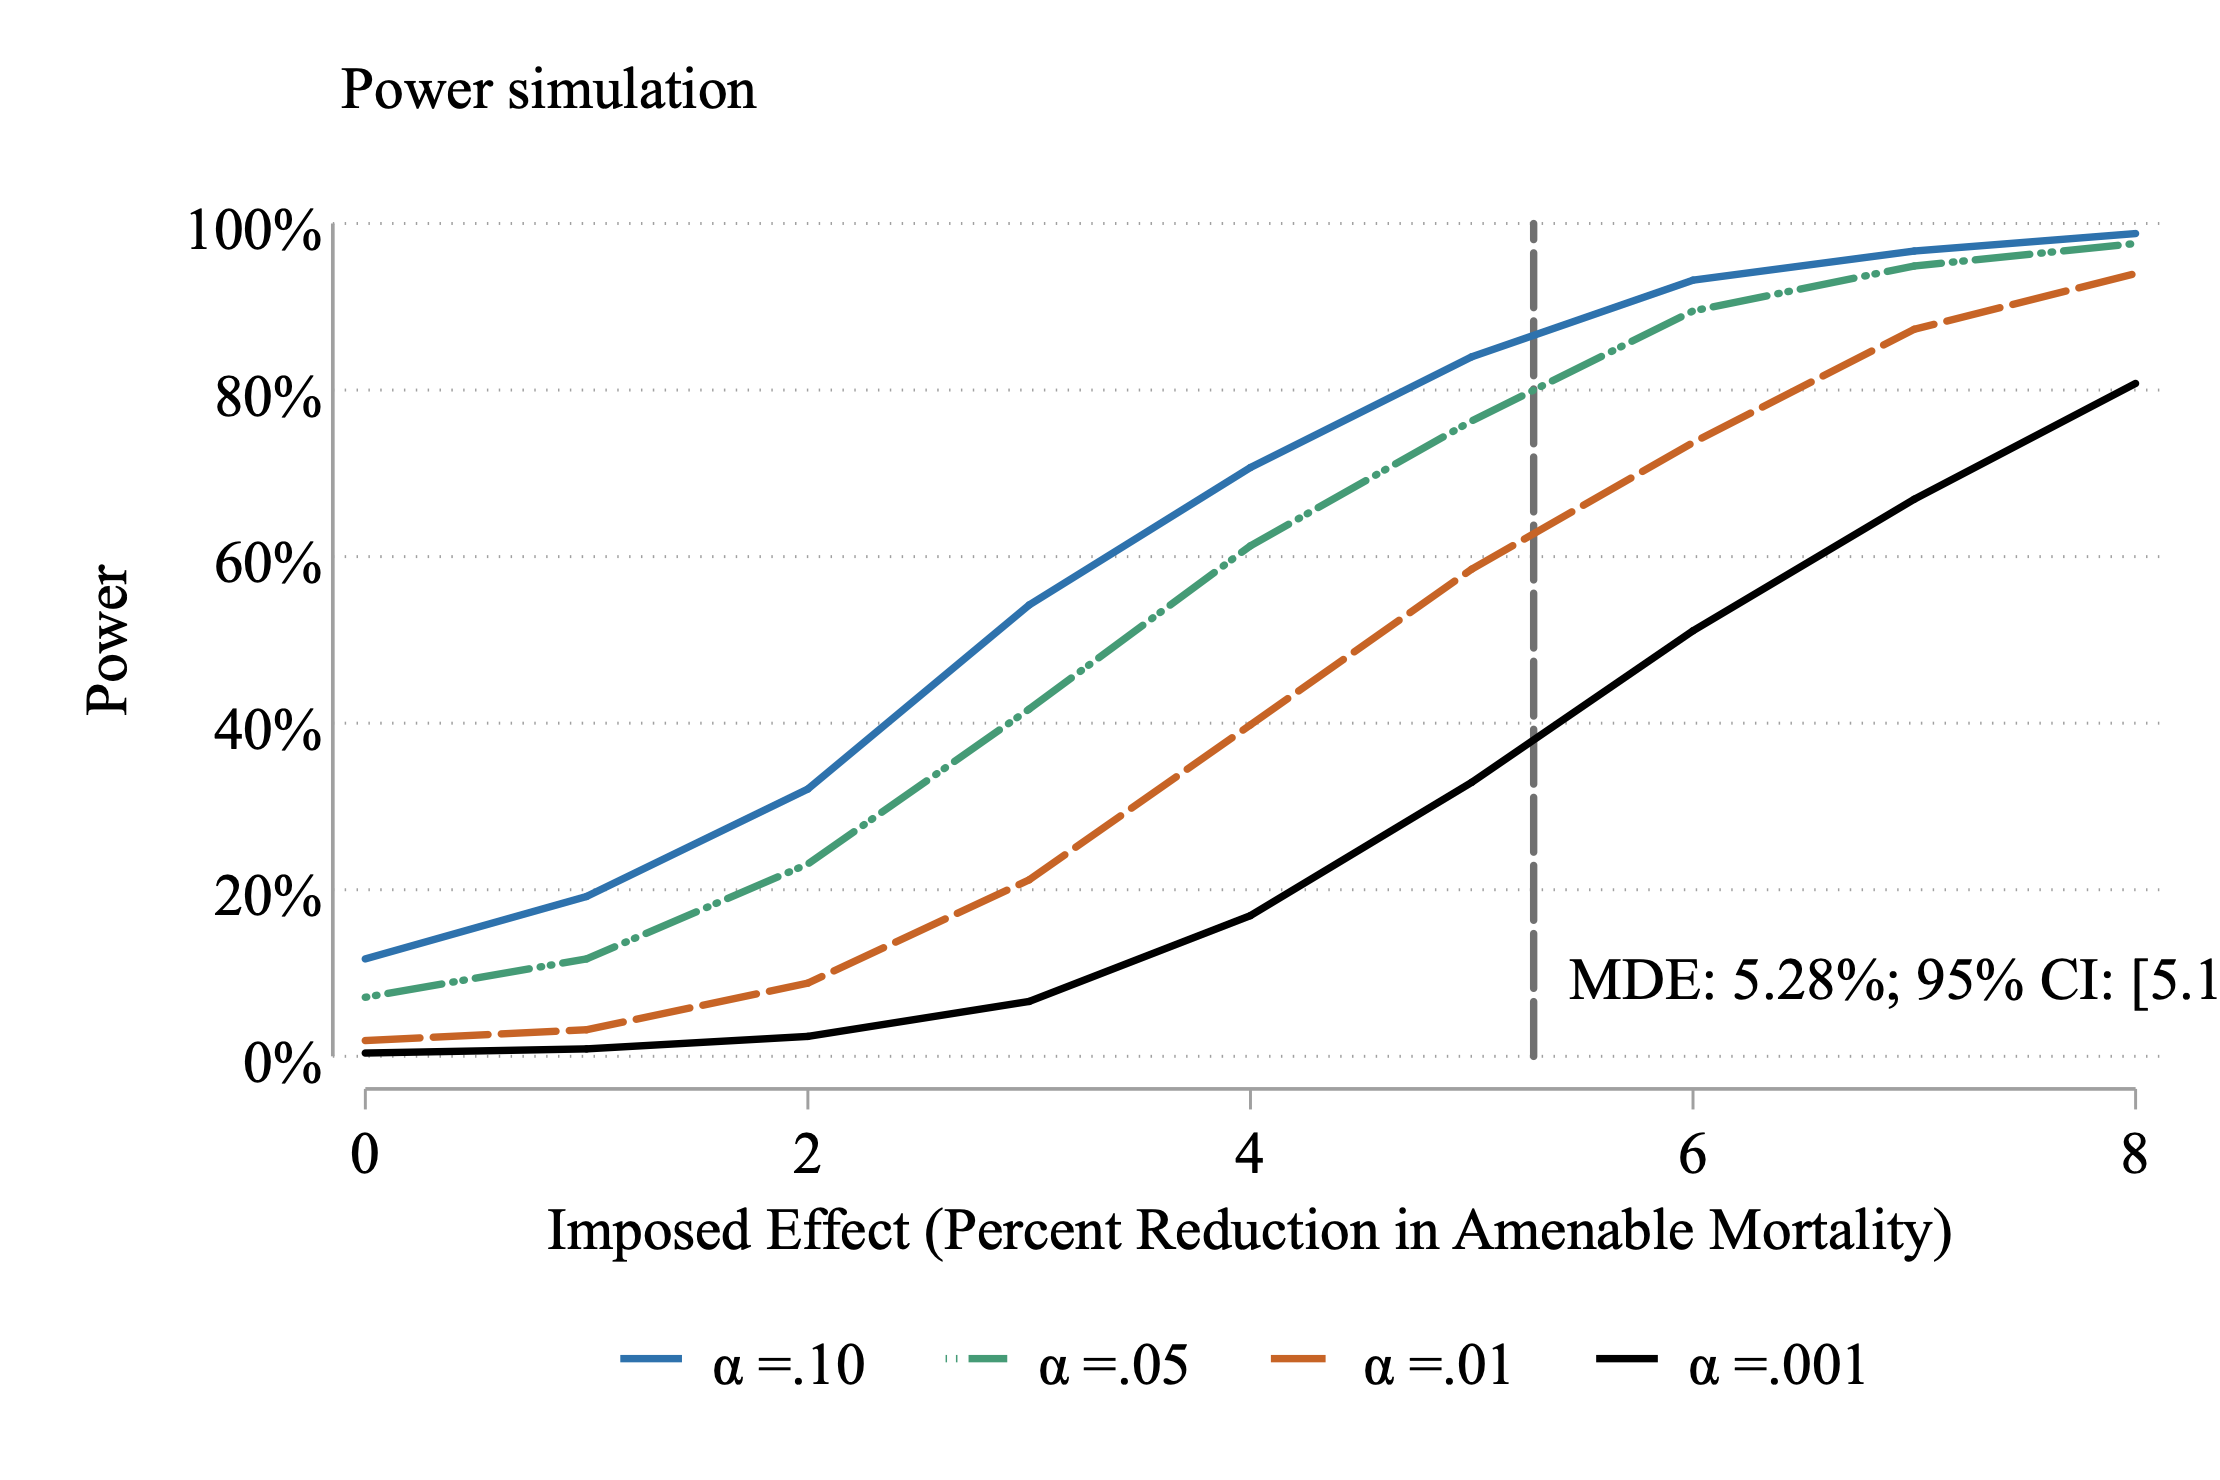 Power simulation
100%
80%
60%
40%
20%
0%
Power
MDE: 5.28%; 95% CI: [5.1
0 2 4 6 8
Imposed Effect (Percent Reduction in Amenable Mortality)
α =.10 α =.05 α =.01 α =.001